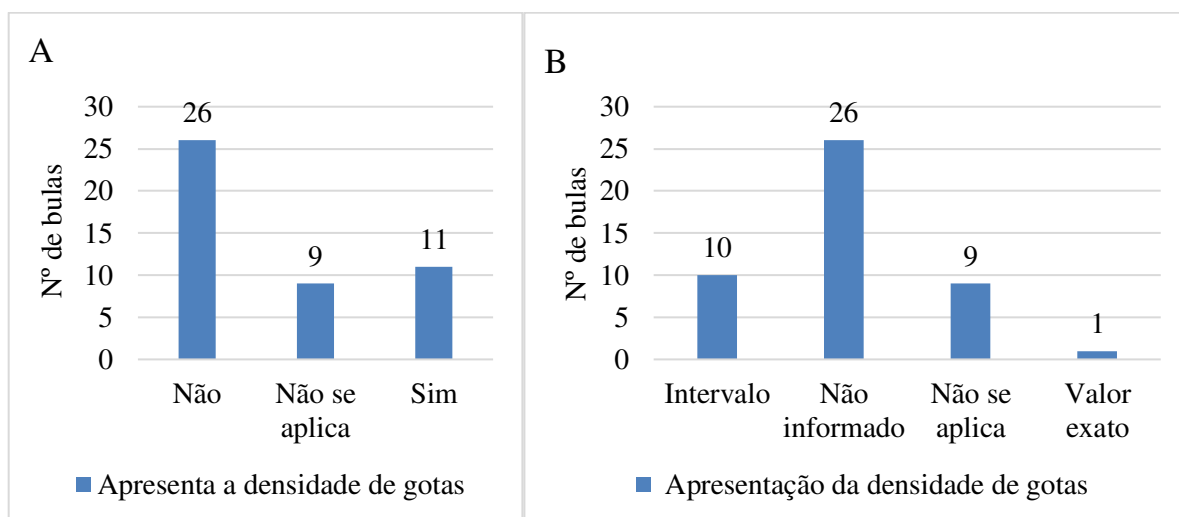 A
Nº de bulas
30
25
20
15
10
5
0
26
9
11
Não
Não se
aplica
Sim
Apresenta a densidade de gotas
B
Nº de bulas
30
25
20
15
10
5
0
10
26
9
1
Intervalo
Não
informado
Não se
aplica
Valor
exato
Apresentação da densidade de gotas